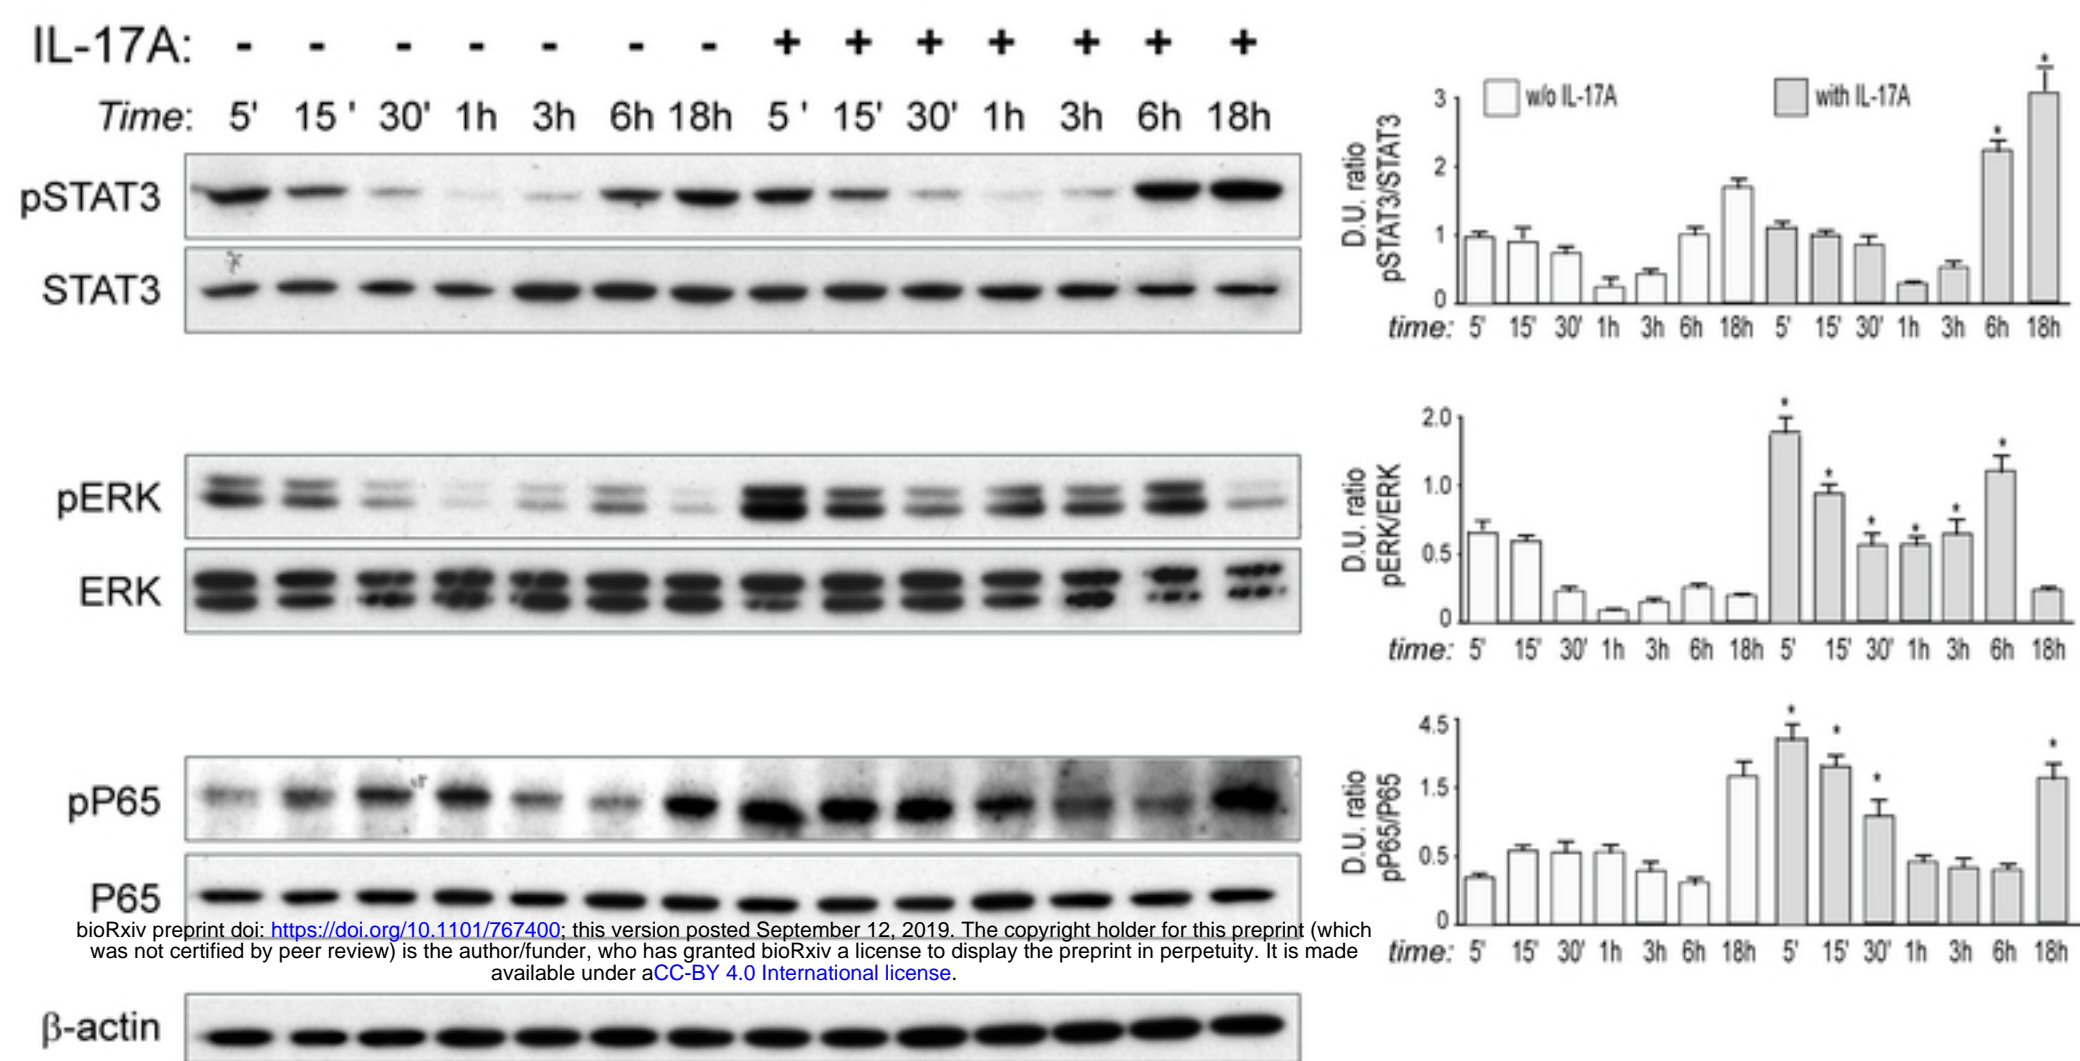 IL-17A: - - - - - - - + + + + + + +
Time: 5' 15 ' 30' 1h 3h 6h 18h 5 ' 15' 30' 1h 3h 6h 18h
pSTAT3
STAT3
pERK
ERK
pP65
P65
bioRxiv preprint doi: https://doi.org/10.1101/767400; this version posted September 12, 2019. The copyright holder for this preprint (which
was not certified by peer review) is the author/funder, who has granted bioRxiv a license to display the preprint in perpetuity. It is made
available under aCC-BY 4.0 International license.
β-actin
w/o IL-17A with IL-17A
D.U. ratio
pSTAT3/STAT3
3
2
1
0
* *
time: 5' 15' 30' 1h 3h 6h 18h 5' 15' 30' 1h 3h 6h 18h
D.U. ratio
pERK/ERK
2.0
1.0
0.5
0
* * * * * *
time: 5' 15' 30' 1h 3h 6h 18h 5' 15' 30' 1h 3h 6h 18h
D.U. ratio
pP65/P65
4.5
1.5
0.5
0
* * * *
time: 5' 15' 30' 1h 3h 6h 18h 5' 15' 30' 1h 3h 6h 18h